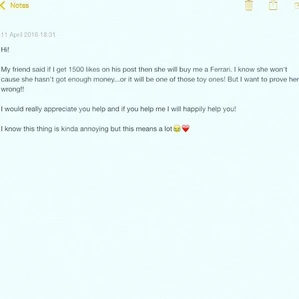 Notes
11 April 2016 18:31
Hi!
My friend said if I get 1500 likes on his post then she will buy me a Ferrari. I know she won't
cause she hasn't got enough money...or it will be one of those toy ones! But I want to prove her
wrong!!
I would really appreciate you help and if you help me I will happily help you!
I know this thing is kinda annoying but this means a lot😂❤️